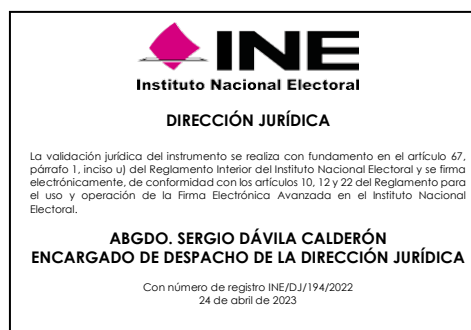 INE
Instituto Nacional Electoral
DIRECCIÓN JURÍDICA
La validación jurídica del instrumento se realiza con fundamento en el artículo 67,
párrafo 1, inciso u) del Reglamento Interior del Instituto Nacional Electoral y se firma
electrónicamente, de conformidad con los artículos 10, 12 y 22 del Reglamento para
el uso y operación de la Firma Electrónica Avanzada en el Instituto Nacional
Electoral.
ABGDO. SERGIO DÁVILA CALDERÓN
ENCARGADO DE DESPACHO DE LA DIRECCIÓN JURÍDICA
Con número de registro INE/DJ/194/2022
24 de abril de 2023